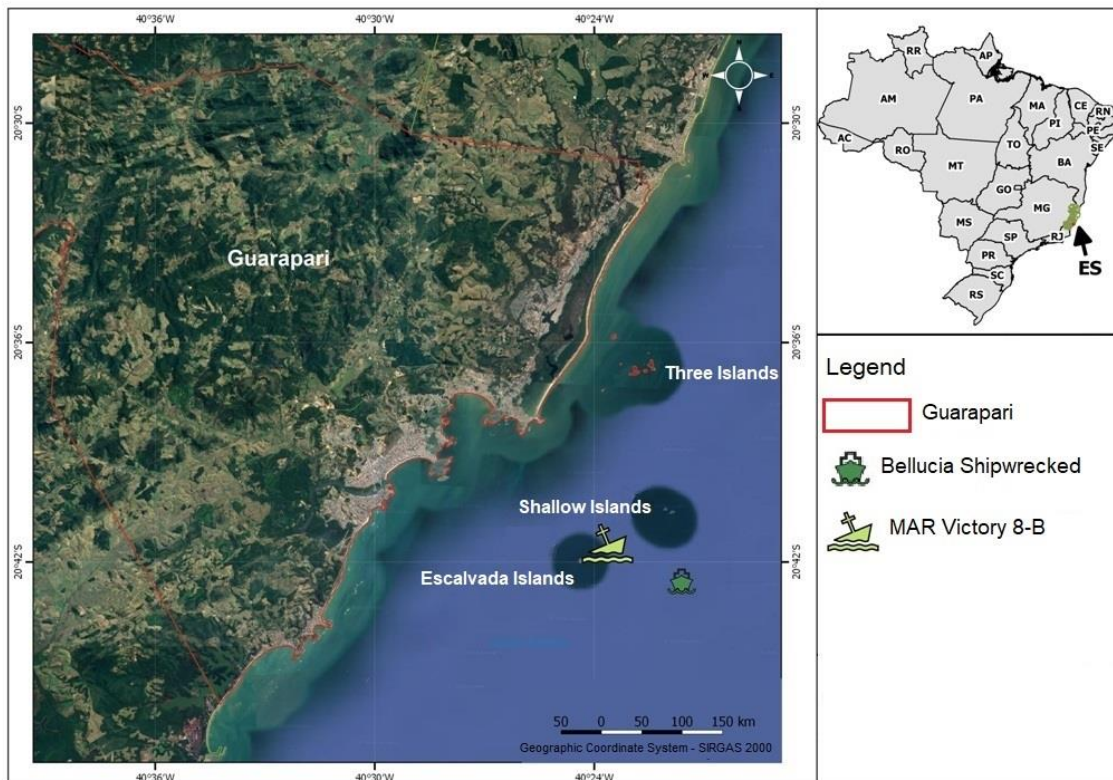 40°36'W 40°30'W 40°24'W
20°30'S
20°36'S
20°42'S
Guarapari
Three Islands
Shallow Islands
Escalvada Islands
50 0 50 100 150 km
Geographic Coordinate System - SIRGAS 2000
40°36'W 40°30'W 40°24'W
20°30'S
20°36'S
20°42'S
RR AP
AM PA MA CE RN
PI PE
AC TO SE
RO BA
MT
GO
MG
MS
SP RJ
ES
PR
SC
RS
Legend
Guarapari
Bellucia Shipwrecked
MAR Victory 8-B